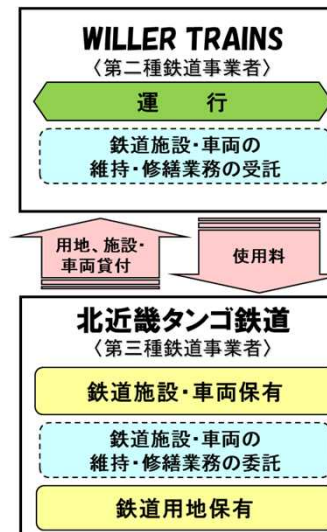 WILLER TRAINS
〈第二種鉄道事業者〉
運 行
鉄道施設・車両の
維持・修繕業務の受託
用地、施設・
車両貸付
使用料
北近畿タンゴ鉄道
〈第三種鉄道事業者〉
鉄道施設・車両保有
鉄道施設・車両の
維持・修繕業務の委託
鉄道用地保有